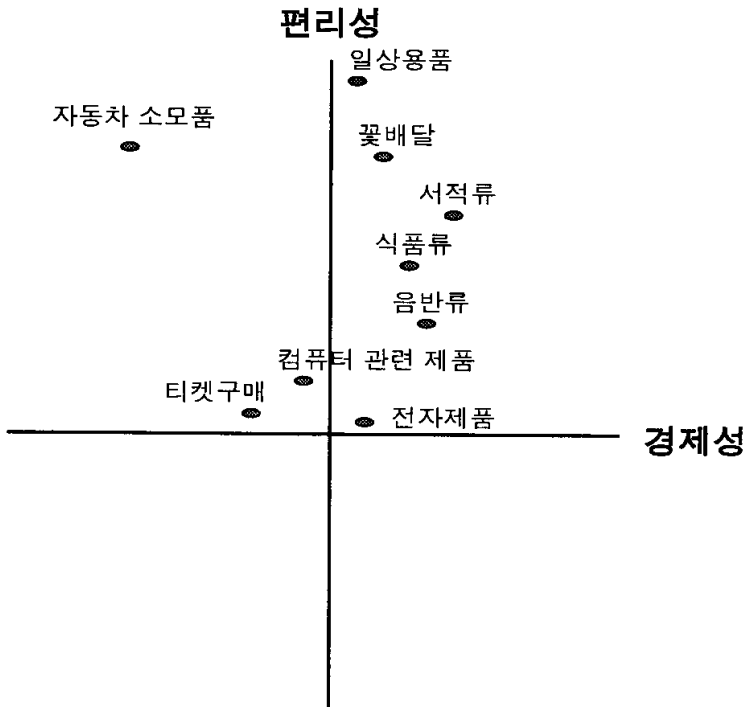 편리성
일상용품
자동차 소모품
꽃배달
서적류
식품류
음반류
컴퓨터 관련 제품
티켓구매
전자제품
경제성